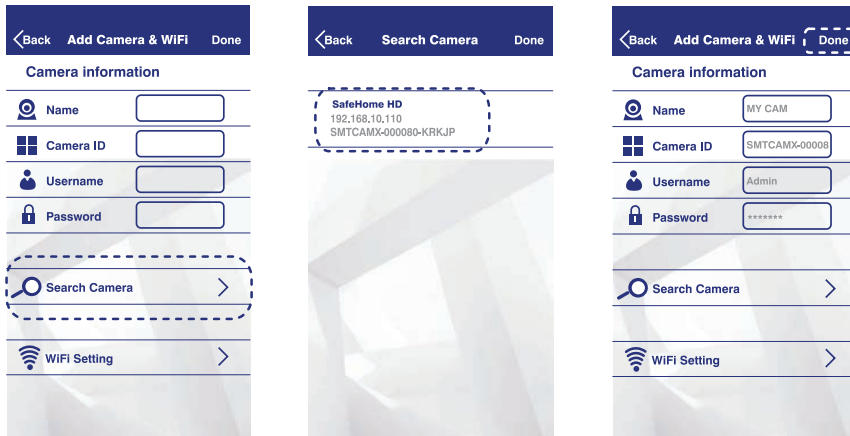 Back Add Camera & WiFi Done
Camera information
Name
Camera ID
Username
Password
Search Camera
WiFi Setting
Back Search Camera Done
SafeHome HD
192.168.10.110
SMTCAMX-000080-KRKJP
Back Add Camera & WiFi Done
Camera information
Name MY CAM
Camera ID SMTCAMX-00008
Username Admin
Password *******
Search Camera
WiFi Setting